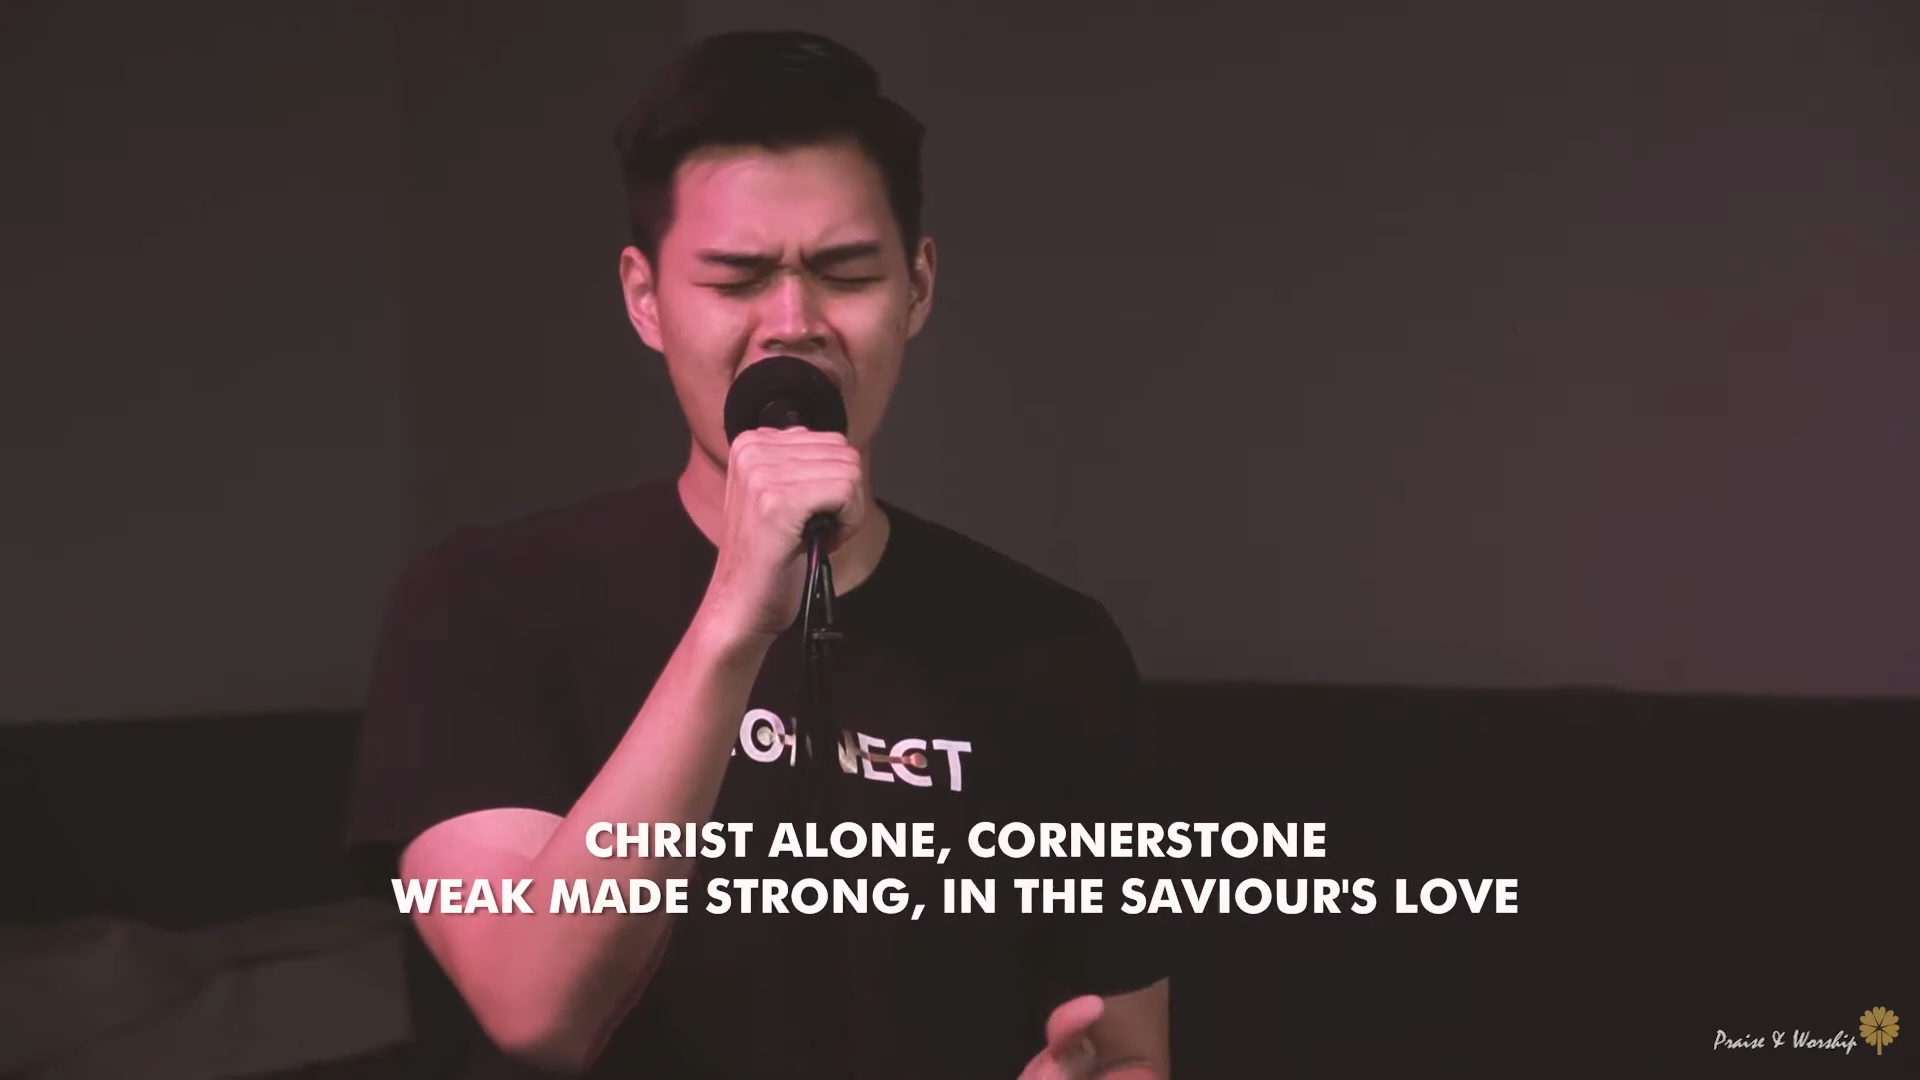 CHRIST ALONE, CORNERSTONE
WEAK MADE STRONG, IN THE SAVIOUR'S LOVE
Praise & Worship